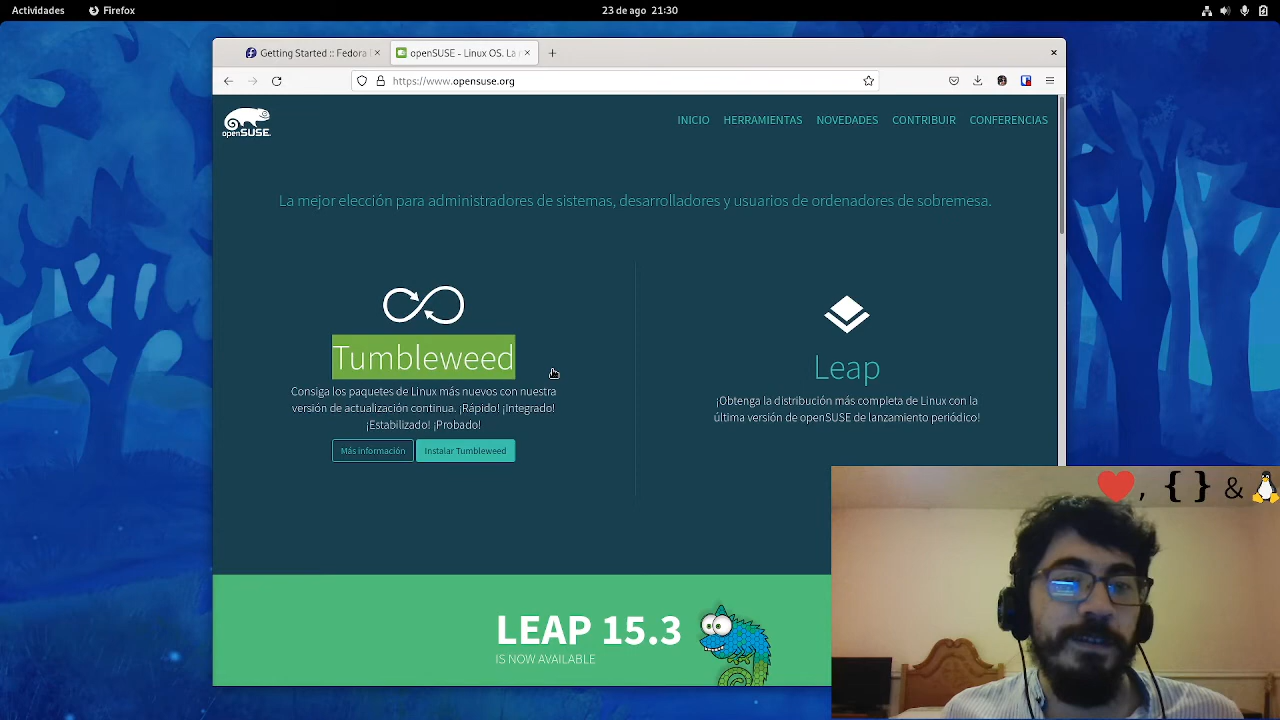 Actividades Firefox 23 de ago 21:30
Getting Started :: Fedora openSUSE - Linux OS. La
https://www.opensuse.org
openSUSE
INICIO HERRAMIENTAS NOVEDADES CONTRIBUIR CONFERENCIAS
La mejor elección para administradores de sistemas, desarrolladores y usuarios de ordenadores de sobremesa.
Tumbleweed
Consiga los paquetes de Linux más nuevos con nuestra
versión de actualización continua. ¡Rápido! ¡Integrado!
¡Estabilizado! ¡Probado!
Más información Instalar Tumbleweed
Leap
¡Obtenga la distribución más completa de Linux con la
última versión de openSUSE de lanzamiento periódico!
LEAP 15.3
IS NOW AVAILABLE
, { } &